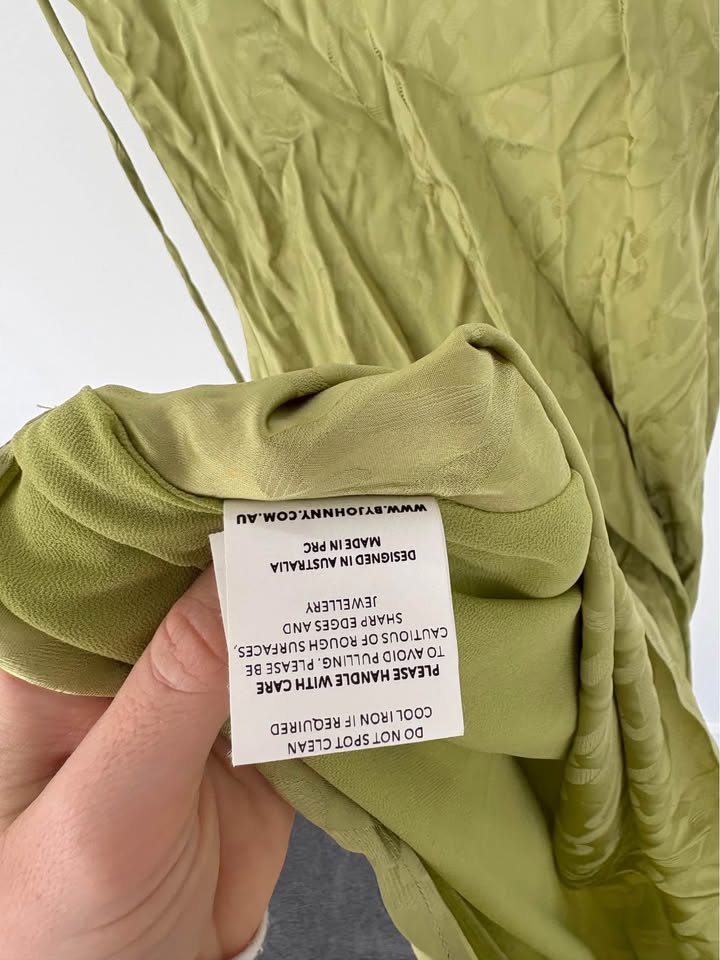 DO NOT SPOT CLEAN
COOL IRON IF REQUIRED
PLEASE HANDLE WITH CARE
TO AVOID PULLING. PLEASE BE
CAUTIOUS OF ROUGH SURFACES,
SHARP EDGES AND
JEWELLERY
DESIGNED IN AUSTRALIA
MADE IN PRC
WWW.BYJOHNNY.COM.AU